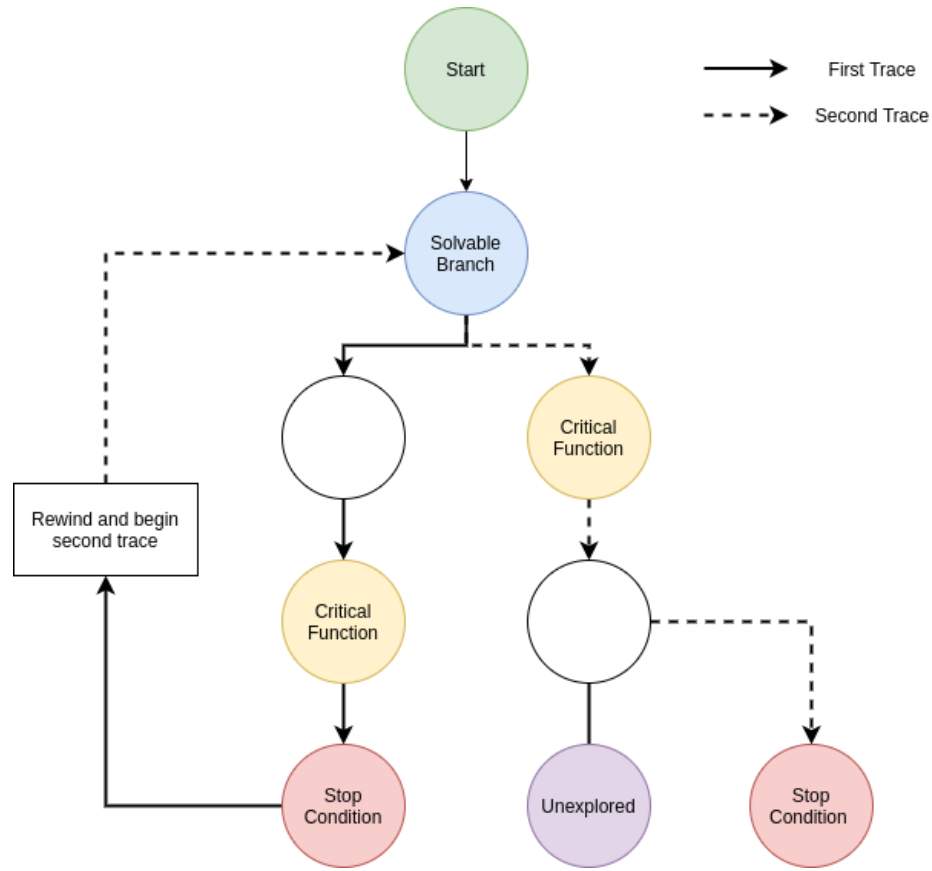 Start
First Trace
Second Trace
Solvable
Branch
Critical
Function
Rewind and begin
second trace
Critical
Function
Stop
Condition
Unexplored
Stop
Condition